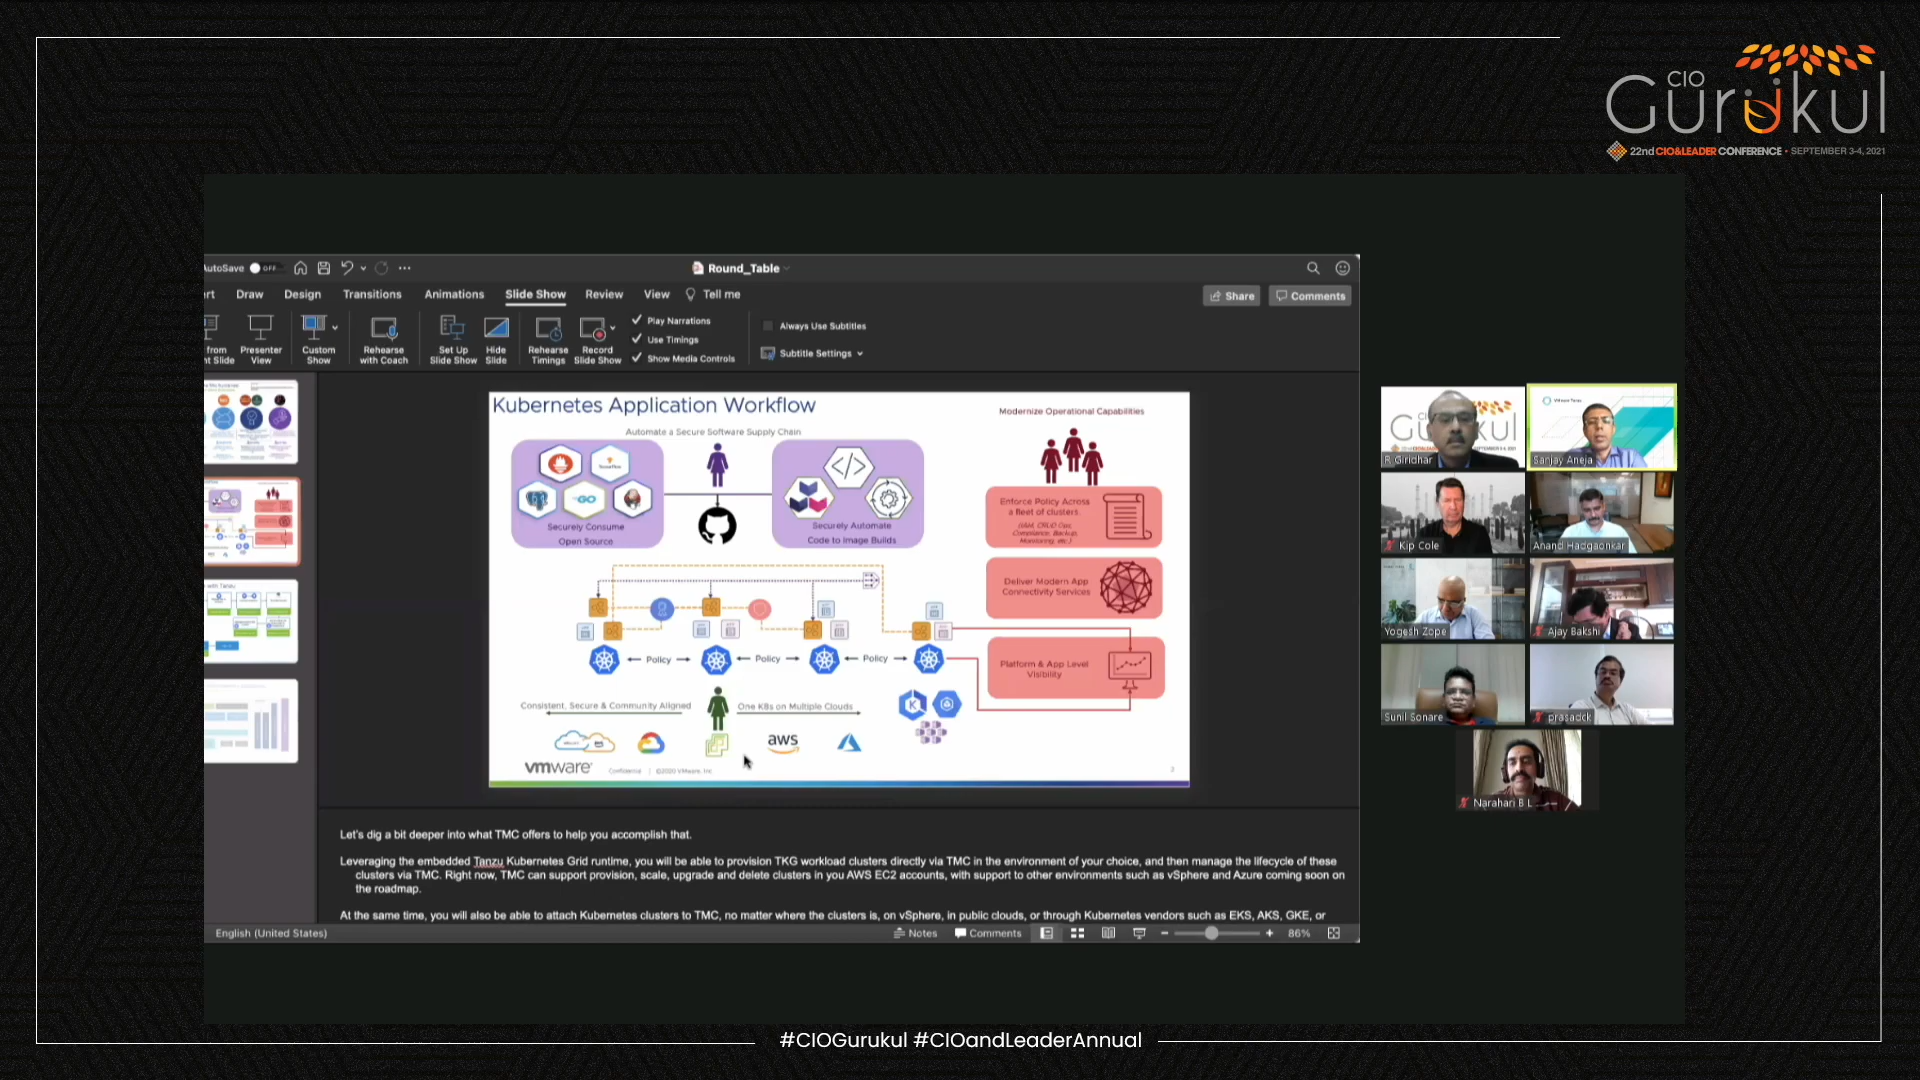 CIO
Gurukul
22nd CIO&LEADER CONFERENCE • SEPTEMBER 3-4, 2021
AutoSave OFF
Round_Table
Draw Design Transitions Animations Slide Show Review View Tell me
Share Comments
from
nt Slide
Presenter
View
Custom
Show
Rehearse
with Coach
Set Up
Slide Show
Hide
Slide
Rehearse
Timings
Record
Slide Show
Play Narrations
Use Timings
Show Media Controls
Always Use Subtitles
Subtitle Settings
Kubernetes Application Workflow
Automate a Secure Software Supply Chain
Securely Consume
Open Source
GO
Securely Automate
Code to Image Builds
Modernize Operational Capabilities
Enforce Policy Across
a fleet of clusters
Deliver Modern App
Connectivity Services
Platform & App Level
Visibility
Policy Policy Policy
Consistent, Secure & Community Aligned
One K8s on Multiple Clouds
aws
vmware Confidential | ©2020 VMware, Inc.
Let's dig a bit deeper into what TMC offers to help you accomplish that.
Leveraging the embedded Tanzu Kubernetes Grid runtime, you will be able to provision TKG workload clusters directly via TMC in the environment of your choice, and then manage the lifecycle of these
clusters via TMC. Right now, TMC can support provision, scale, upgrade and delete clusters in you AWS EC2 accounts, with support to other environments such as vSphere and Azure coming soon on
the roadmap.
At the same time, you will also be able to attach Kubernetes clusters to TMC, no matter where the clusters is, on vSphere, in public clouds, or through Kubernetes vendors such as EKS, AKS, GKE, or
English (United States)
Notes Comments 86%
R Giridhar
Sanjay Aneja
Kip Cole
Anand Hadgaonkar
Yogesh Zope
Ajay Bakshi
Sunil Sonare
prasadck
Narahari B L
#CIOGurukul #CIOandLeaderAnnual